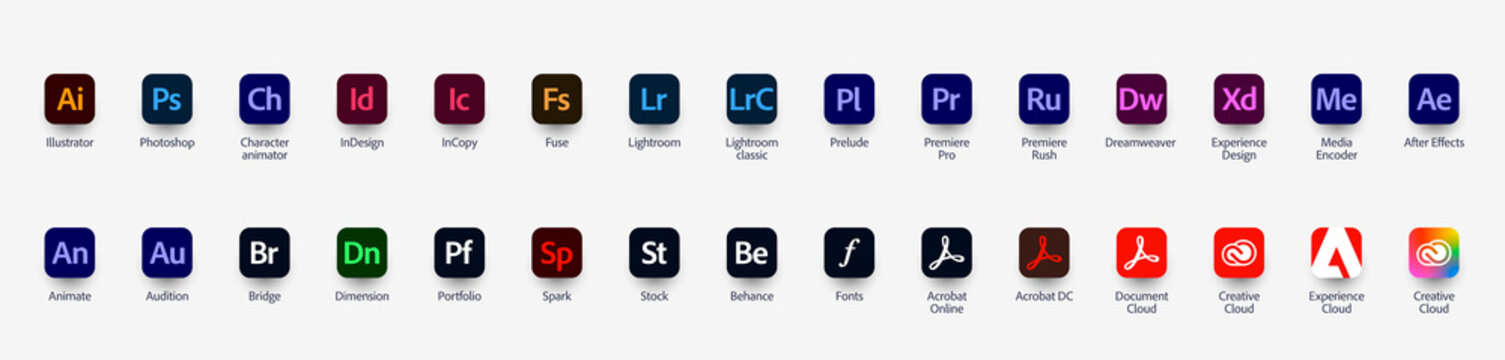 Ai Ps Ch Id Ic Fs Lr LrC Pl Pr Ru Dw Xd Me Ae
Illustrator Photoshop Character InDesign InCopy Fuse Lightroom Lightroom Prelude Premiere Premiere Dreamweaver Experience Media After Effects
animator classic Pro Rush Design Encoder
An Au Br Dn Pf Sp St Be f
Animate Audition Bridge Dimension Portfolio Spark Stock Behance Fonts Acrobat Acrobat DC Document Creative Experience Creative
Online Cloud Cloud Cloud Cloud